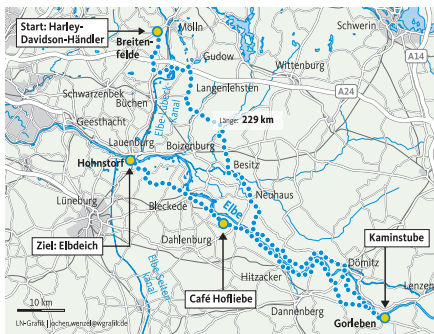 Start: Harley-
Davidson-Händler
Mölln
Schwerin
Breiten-
felde
Gudow
Wittenburg
A24
A14
Schwarzenbek
Langenlehsten
Büchen
Elbe-Lübeck-
kanal
Geesthacht
Länge: 229 km
Lauenburg
Boizenburg
Hohnstorf
Besitz
Neuhaus
Lüneburg
Bleckede
Elbe
Ziel: Elbdeich
Dahlenburg
Kaminstube
Elbe-Seiten-
kanal
Hitzacker
Dömitz
Lenzen
Café Hofliebe
Dannenberg
Gorleben
10 km
LN-Grafik | jochen.wenzel@wgrafik.de